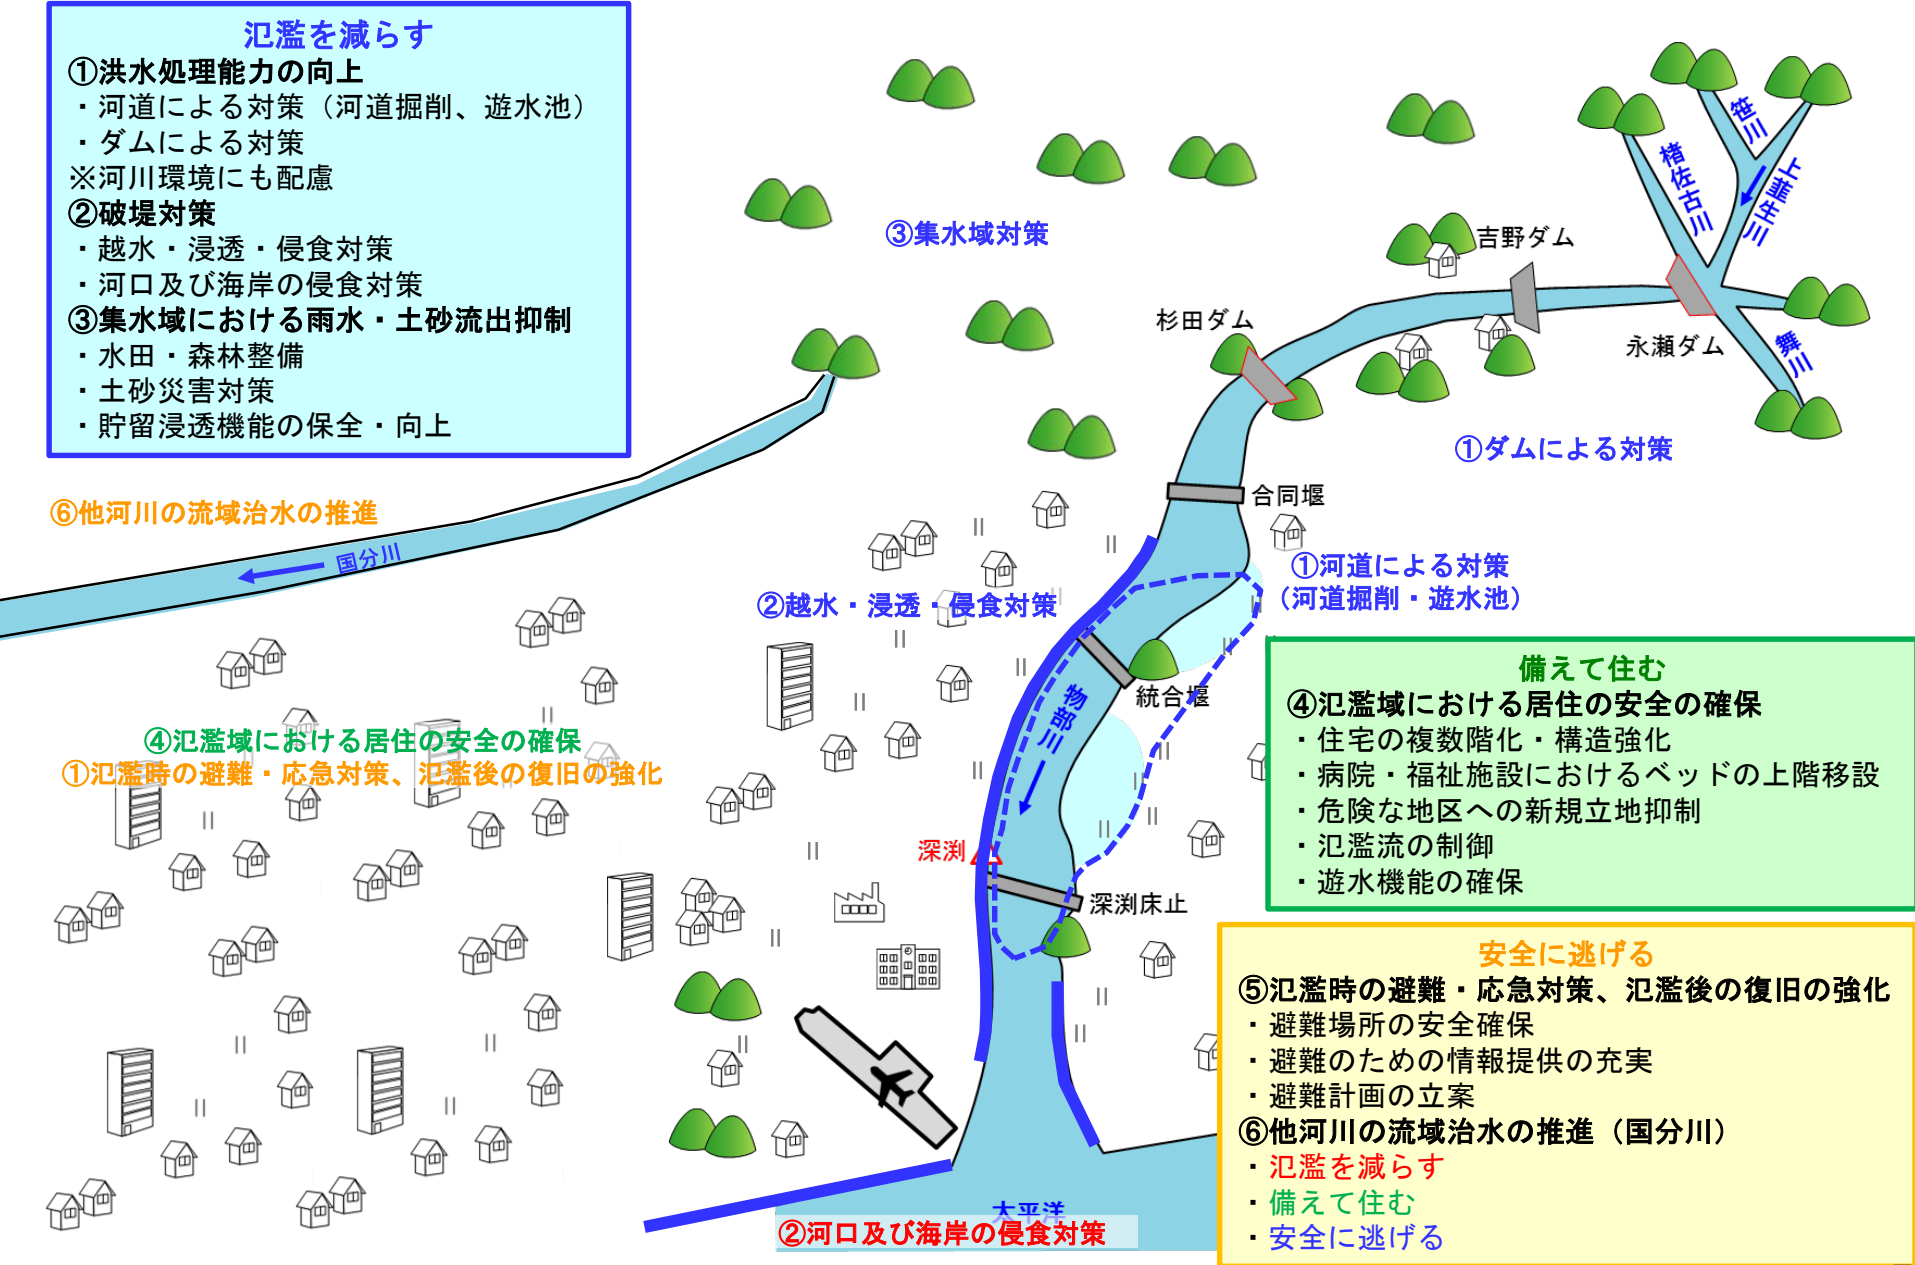 氾濫を減らす
①洪水処理能力の向上
・河道による対策（河道掘削、遊水池）
・ダムによる対策
※河川環境にも配慮
②破堤対策
・越水・浸透・侵食対策
・河口及び海岸の侵食対策
③集水域における雨水・土砂流出抑制
・水田・森林整備
・土砂災害対策
・貯留浸透機能の保全・向上
③集水域対策
笹川
楮佐古川
上韮生川
吉野ダム
杉田ダム
永瀬ダム
舞川
①ダムによる対策
合同堰
⑥他河川の流域治水の推進
国分川
①河道による対策
（河道掘削・遊水池）
②越水・浸透・侵食対策
統合堰
物部川
④氾濫域における居住の安全の確保
①氾濫時の避難・応急対策、氾濫後の復旧の強化
深渕
深渕床止
備えて住む
④氾濫域における居住の安全の確保
・住宅の複数階化・構造強化
・病院・福祉施設におけるベッドの上階移設
・危険な地区への新規立地抑制
・氾濫流の制御
・遊水機能の確保
安全に逃げる
⑤氾濫時の避難・応急対策、氾濫後の復旧の強化
・避難場所の安全確保
・避難のための情報提供の充実
・避難計画の立案
⑥他河川の流域治水の推進（国分川）
・氾濫を減らす
・備えて住む
・安全に逃げる
太平洋
②河口及び海岸の侵食対策